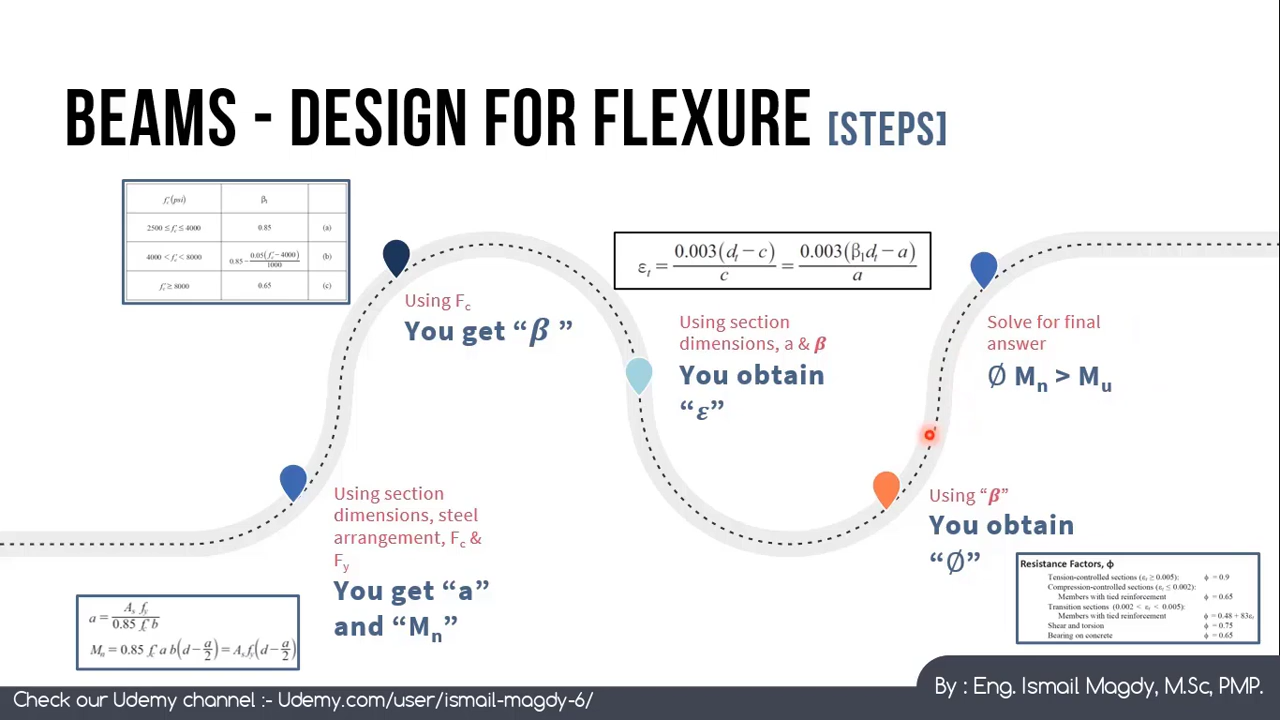 BEAMS - DESIGN FOR FLEXURE [STEPS]
f'c (psi) β1
2500 ≤ f'c ≤ 4000 0.85 (a)
4000 < f'c < 8000 0.85 - 0.05(f'c - 4000)/1000 (b)
f'c ≥ 8000 0.65 (c)
Using Fc
You get “β ”
εt = 0.003(dt – c)/c = 0.003(β1dt – a)/a
Using section
dimensions, a & β
You obtain
“ε”
Solve for final
answer
Ø Mn > Mu
Using section
dimensions, steel
arrangement, Fc &
Fy
You get “a”
and “Mn”
a = As fy / 0.85 f'c b
Mn = 0.85 f'c a b(d – a/2) = As fy(d – a/2)
Using “β”
You obtain
“Ø”
Resistance Factors, ϕ
Tension-controlled sections (εt ≥ 0.005): ϕ = 0.9
Compression-controlled sections (εt ≤ 0.002):
Members with tied reinforcement ϕ = 0.65
Transition sections (0.002 < εt < 0.005):
Members with tied reinforcement ϕ = 0.48 + 83εt
Shear and torsion ϕ = 0.75
Bearing on concrete ϕ = 0.65
Check our Udemy channel :- Udemy.com/user/ismail-magdy-6/
By : Eng. Ismail Magdy, M.Sc, PMP.